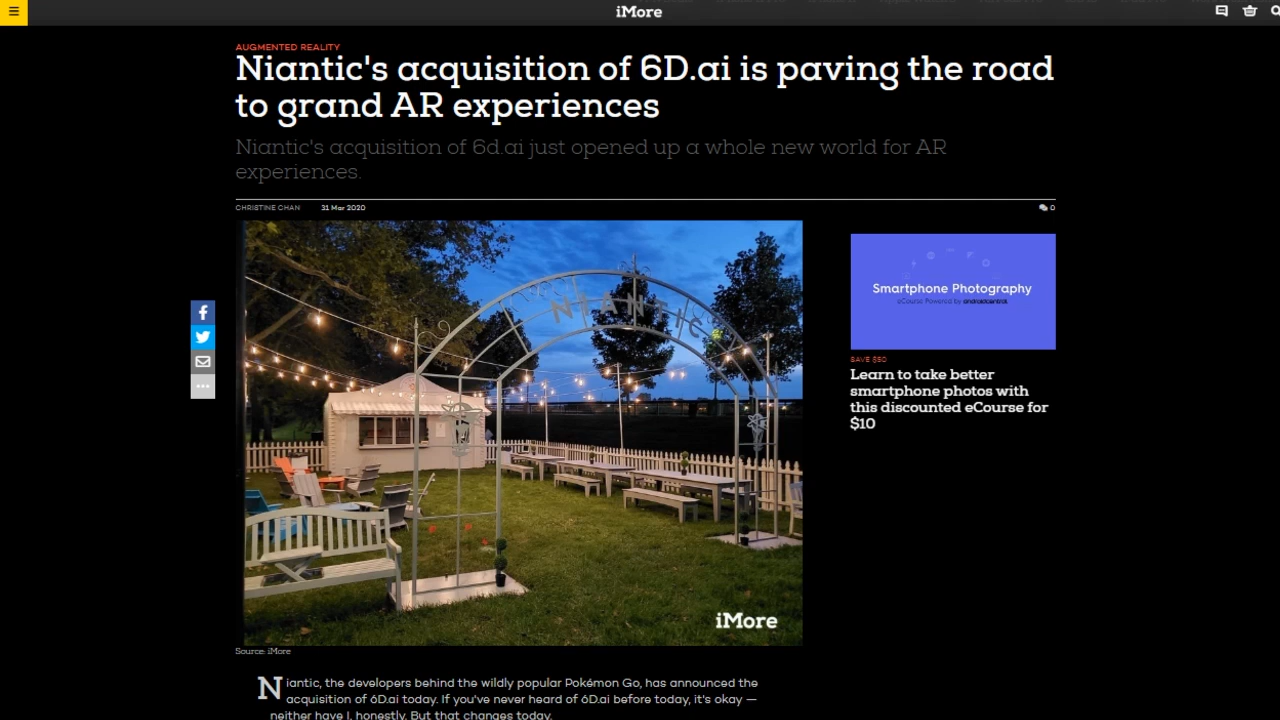 iMore
AUGMENTED REALITY
Niantic's acquisition of 6D.ai is paving the road
to grand AR experiences
Niantic's acquisition of 6d.ai just opened up a whole new world for AR
experiences.
CHRISTINE CHAN 31 Mar 2020
0
NIANTIC
iMore
Source: iMore
Smartphone Photography
eCourse Powered by androidcentral
SAVE $50
Learn to take better
smartphone photos with
this discounted eCourse for
$10
Niantic, the developers behind the wildly popular Pokémon Go, has announced the
acquisition of 6D.ai today. If you've never heard of 6D.ai before today, it's okay —
neither have I, honestly. But that changes today.